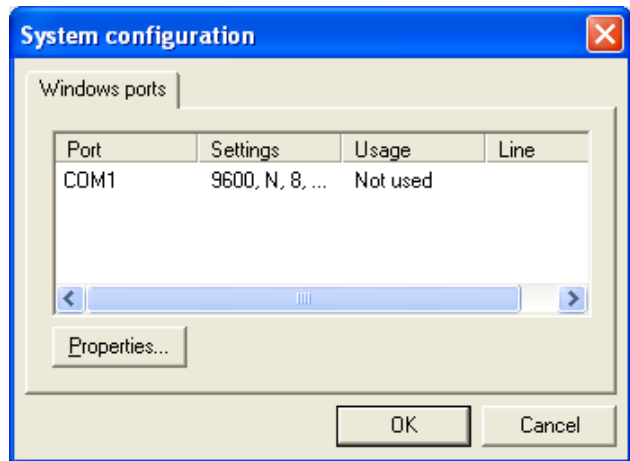 System configuration
Windows ports
Port Settings Usage Line
COM1 9600, N, 8, ... Not used
Properties...
OK Cancel